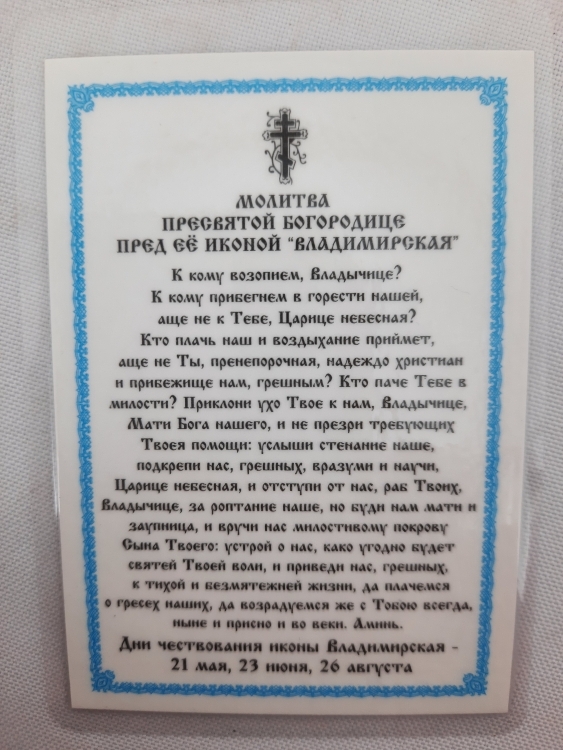 МОЛИТВА
ПРЕСВЯТОЙ БОГОРОДИЦЕ
ПРЕД ЕЁ ИКОНОЙ "ВЛАДИМИРСКАЯ"
К кому возопием, Владычице?
К кому прибегнем в горести нашей,
аще не к Тебе, Царице небесная?
Кто плачь наш и воздыхание приймет,
аще не Ты, пренепорочная, надеждо христиан
и прибежище нам, грешным? Кто паче Тебе в
милости? Приклони ухо Твое к нам, Владычице,
Мати Бога нашего, и не презри требующих
Твоея помощи: услыши стенание наше,
подкрепи нас, грешных, вразуми и научи,
Царице небесная, и отступи от нас, раб Твоих,
Владычице, за роптание наше, но буди нам мати и
заупница, и вручи нас милостивому покрову
Сына Твоего: устрой о нас, како угодно будет
святей Твоей воли, и приведи нас, грешных,
к тихой и безмятежней жизни, да плачемся
о гресех наших, да возрадуемся же с Тобою всегда,
ныне и присно и во веки. Аминь.
Дни чествования иконы Владимирская -
21 мая, 23 июня, 26 августа